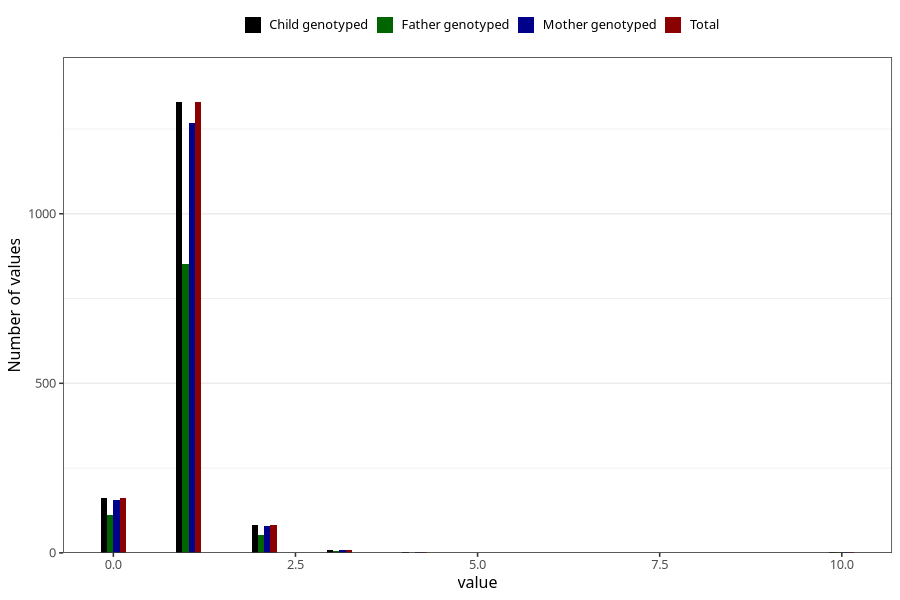 Child genotyped Father genotyped Mother genotyped Total
Number of values
1000
500
0
0.0 2.5 5.0 7.5 10.0
value